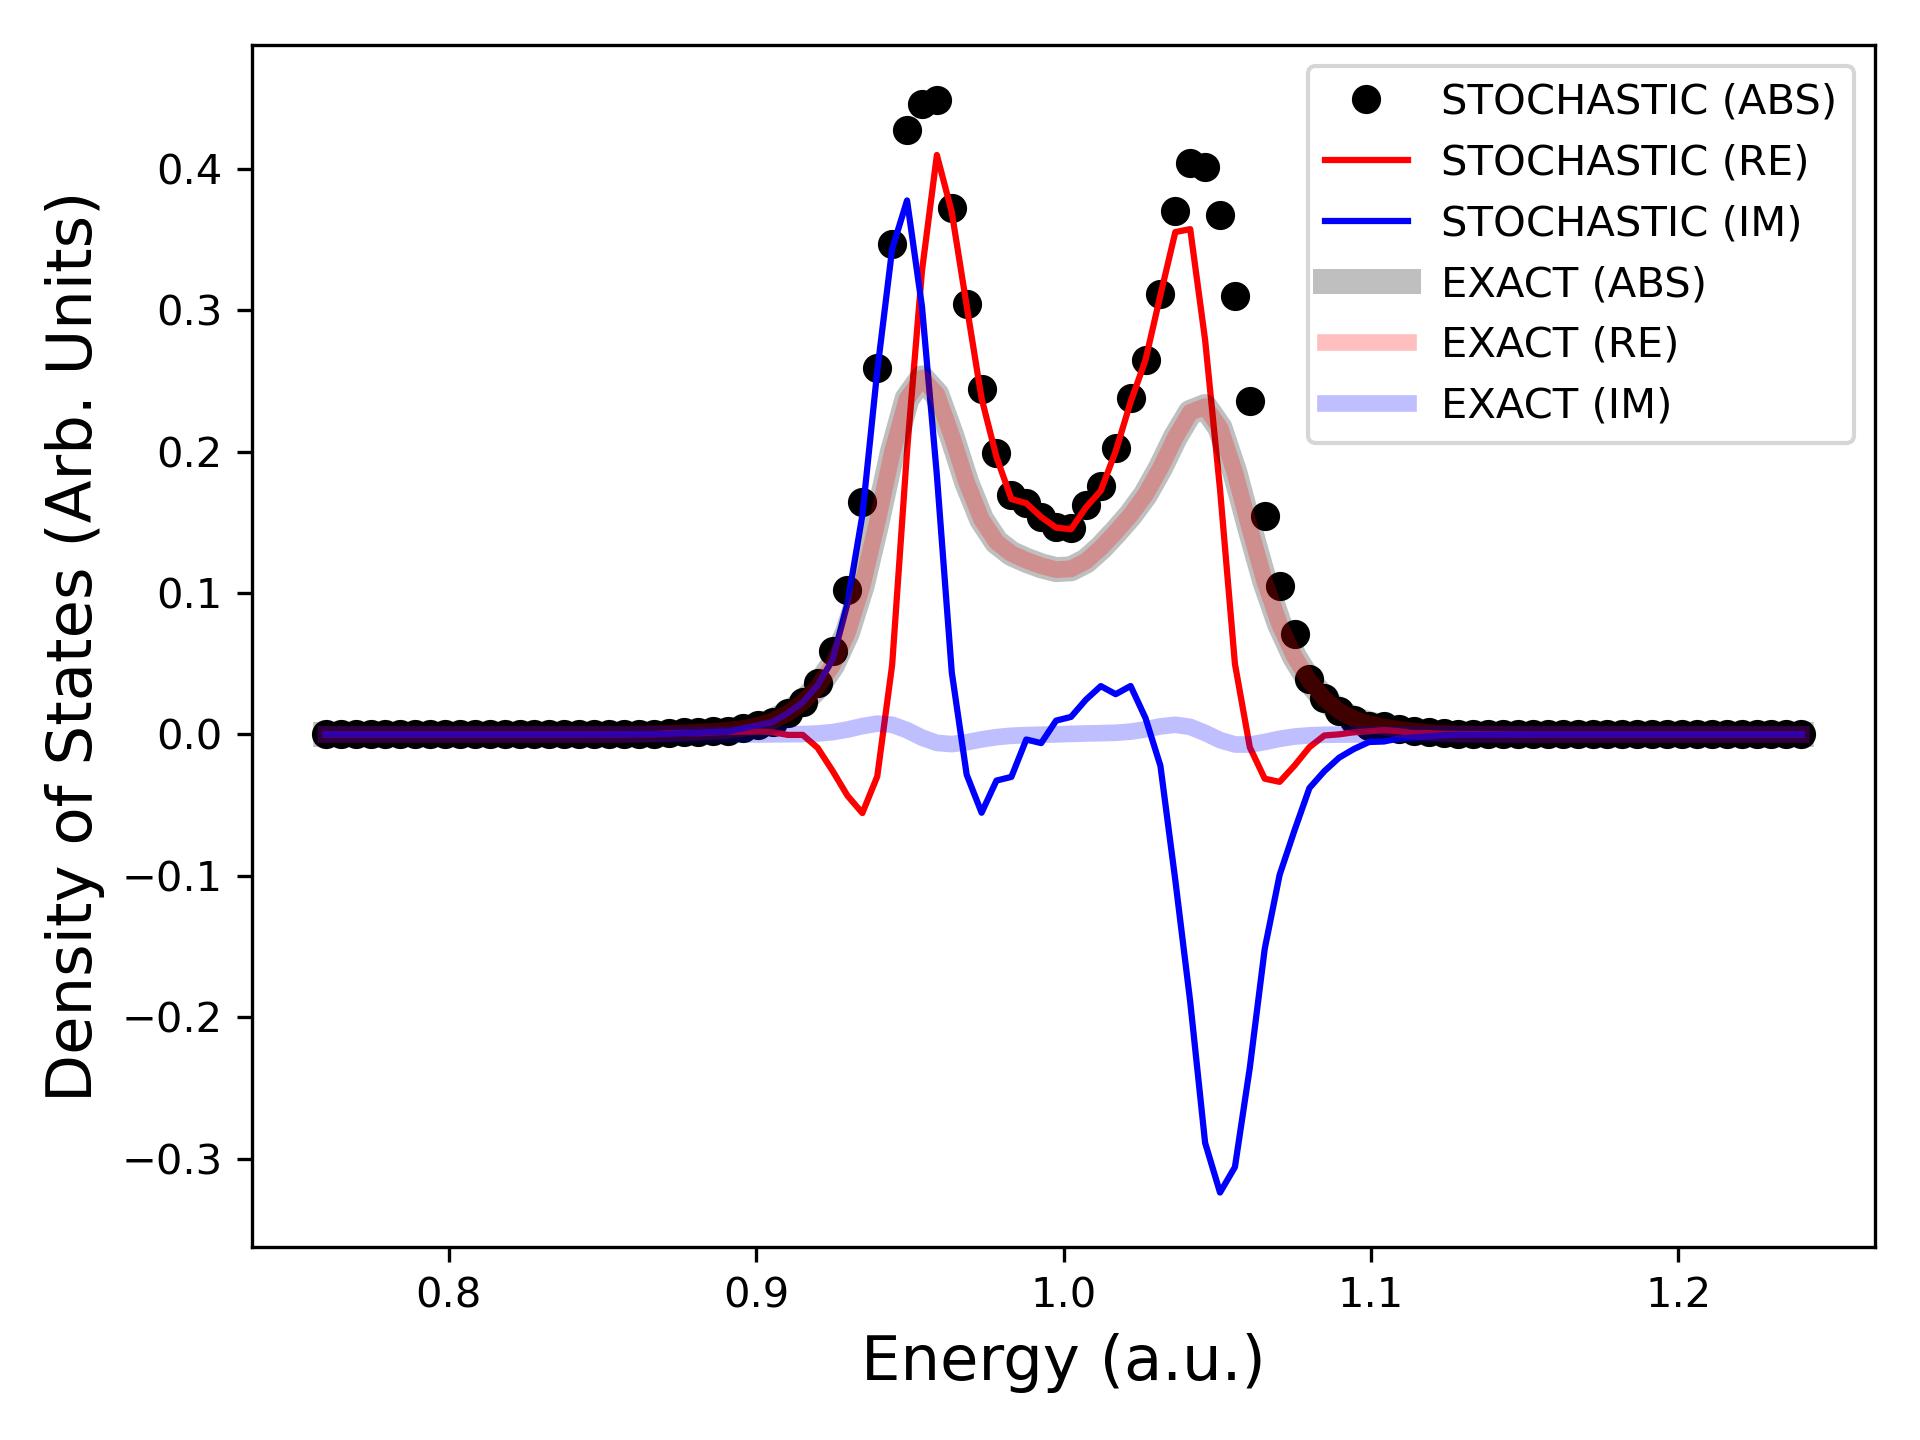 STOCHASTIC (ABS)
STOCHASTIC (RE)
STOCHASTIC (IM)
EXACT (ABS)
EXACT (RE)
EXACT (IM)
Density of States (Arb. Units)
0.4
0.3
0.2
0.1
0.0
−0.1
−0.2
−0.3
0.8 0.9 1.0 1.1 1.2
Energy (a.u.)